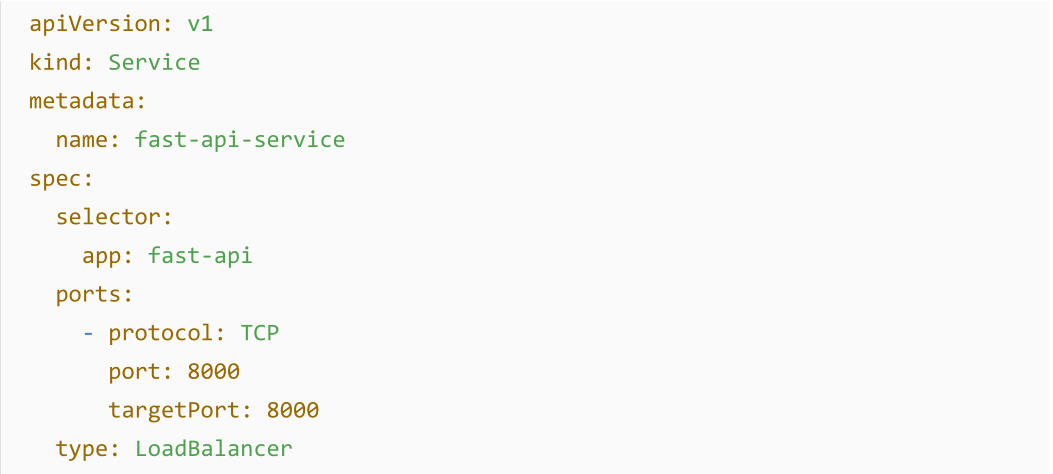 apiVersion: v1
kind: Service
metadata:
  name: fast-api-service
spec:
  selector:
    app: fast-api
  ports:
    - protocol: TCP
      port: 8000
      targetPort: 8000
  type: LoadBalancer